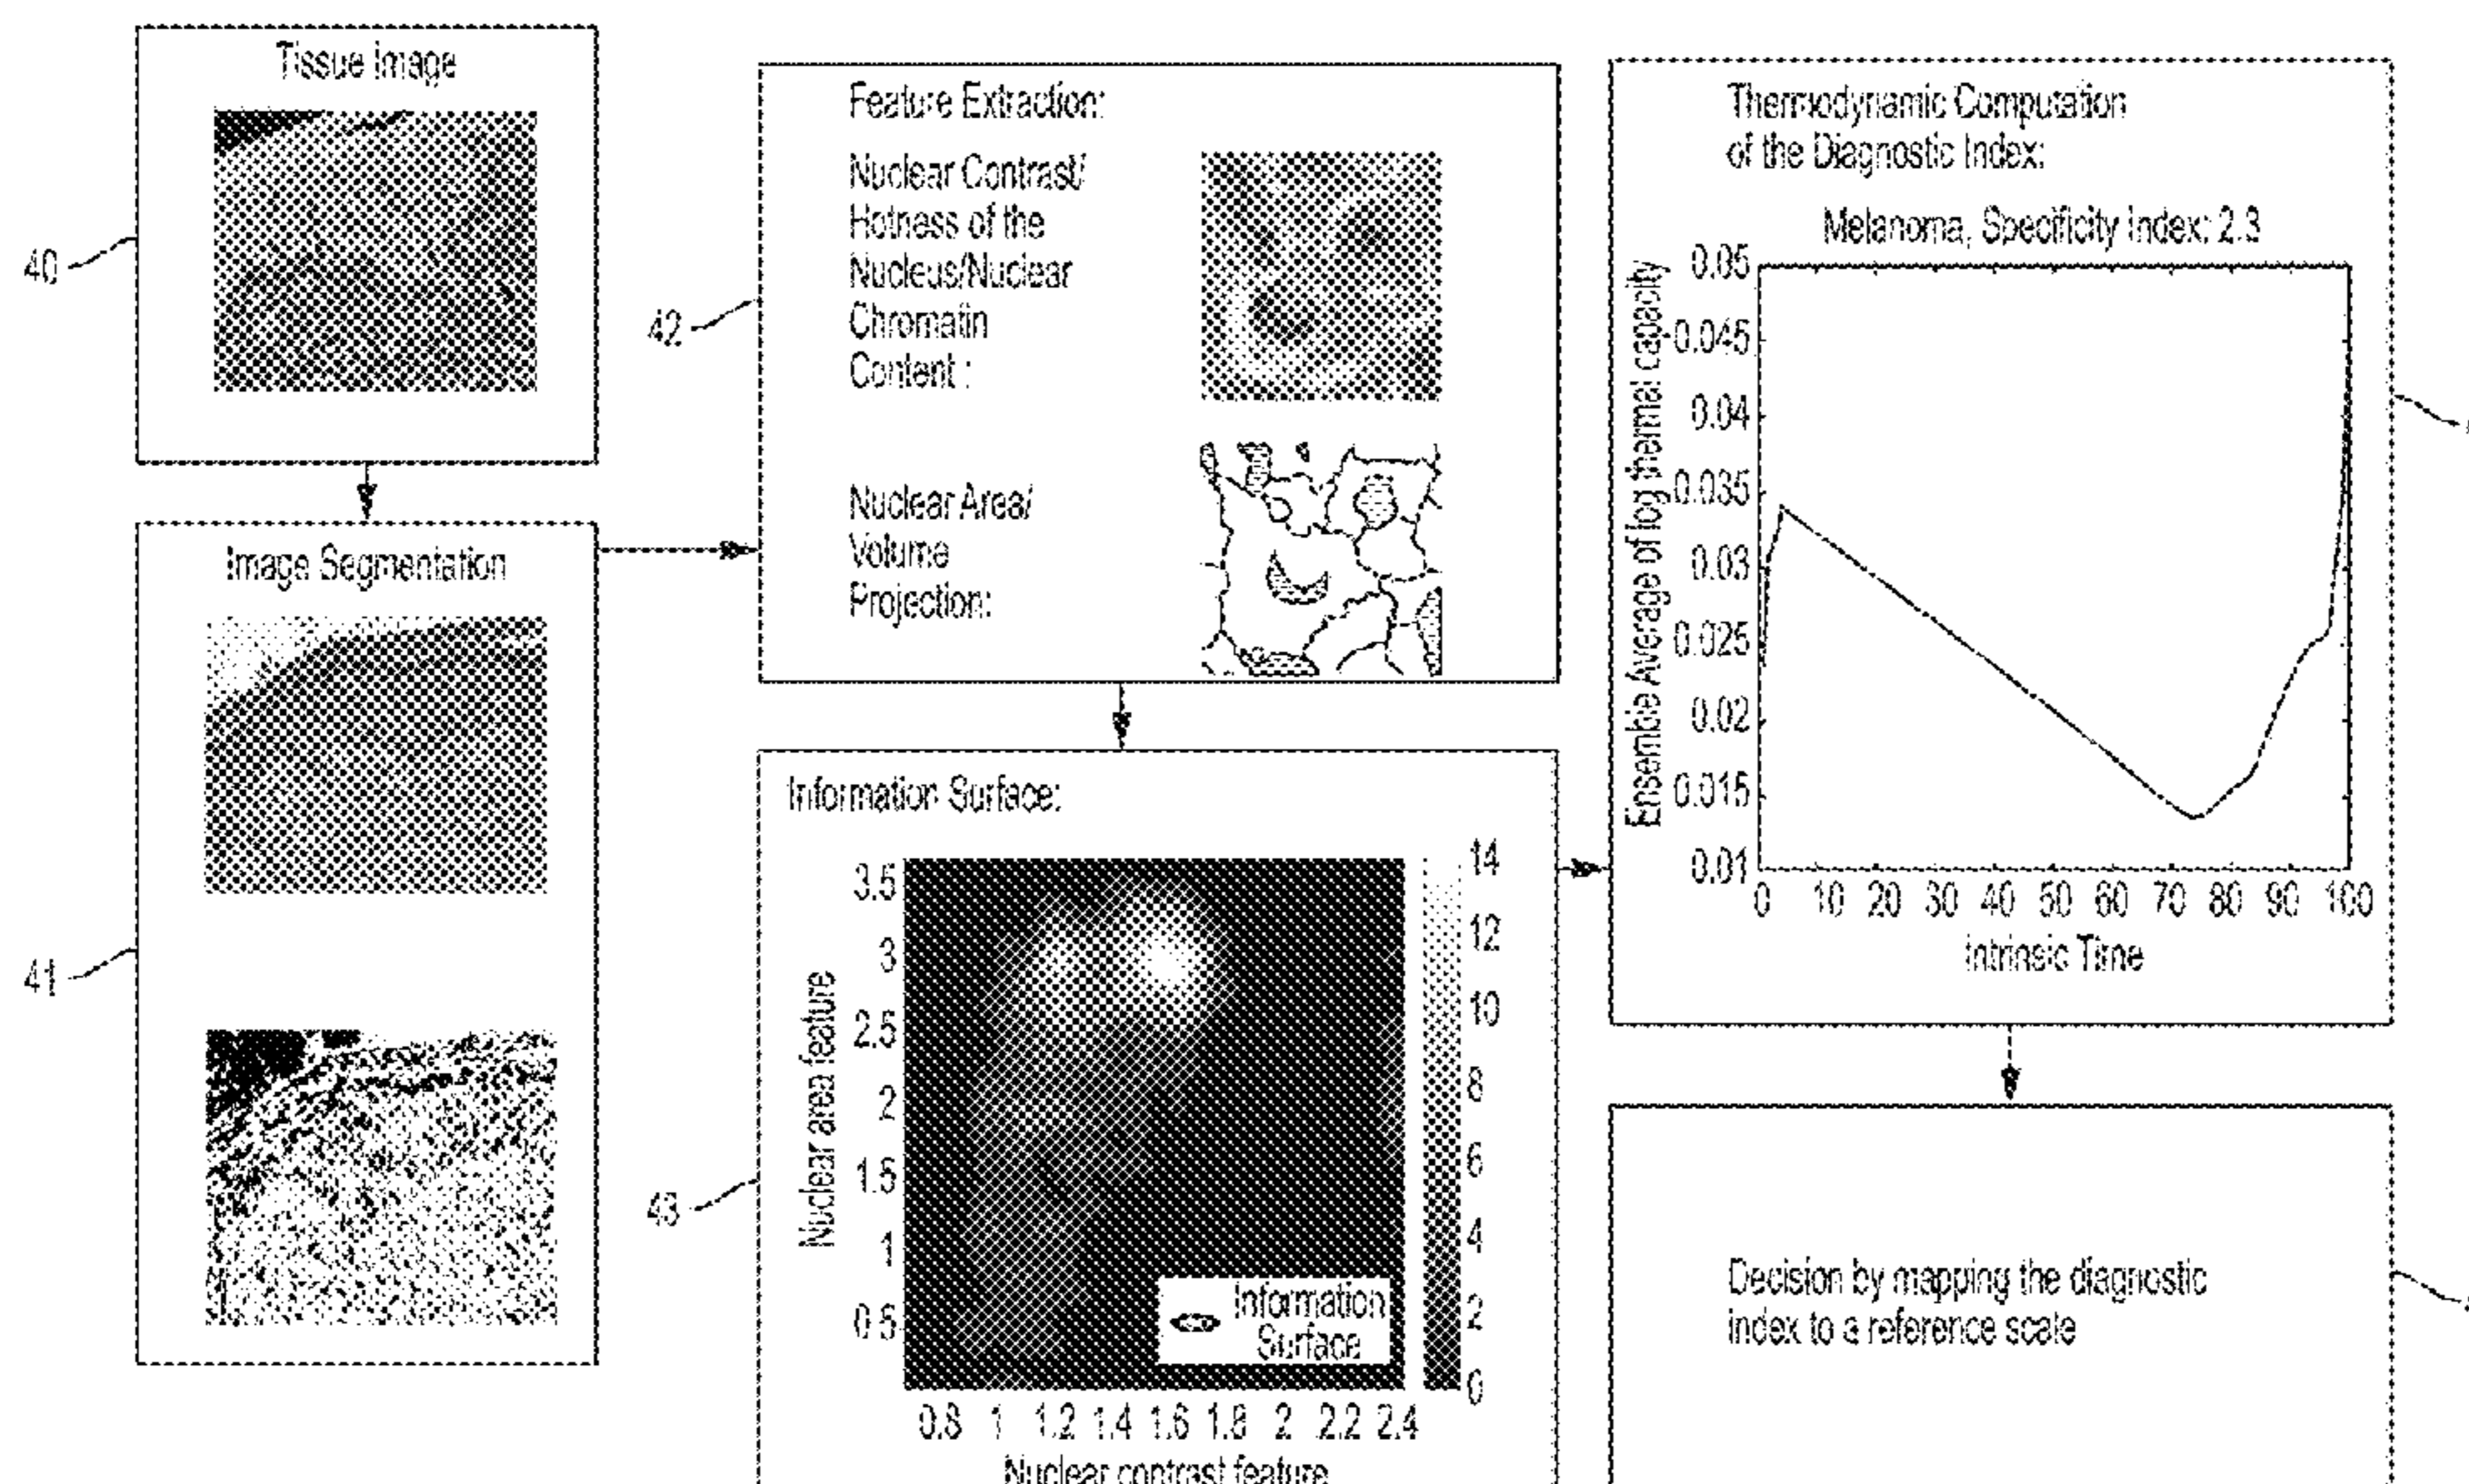 Tissue Image
40
Image Segmentation
41
Feature Extraction:
Nuclear Contrast/
Hotness of the
Nucleus/Nuclear
Chromatin
Content :
42
Nuclear Area/
Volume
Projection:
Information Surface:
43
Nuclear area feature
3.5
3
2.5
2
1.5
1
0.5
14
12
10
8
6
4
2
0
Information
Surface
0.8 1 1.2 1.4 1.6 1.8 2 2.2 2.4
Nuclear contrast feature
Thermodynamic Computation
of the Diagnostic Index:
Melanoma, Specificity Index: 2.3
Ensemble Average of log thermal capacity
0.05
0.045
0.04
0.035
0.03
0.025
0.02
0.015
0.01
0 10 20 30 40 50 60 70 80 90 100
Intrinsic Time
Decision by mapping the diagnostic
index to a reference scale